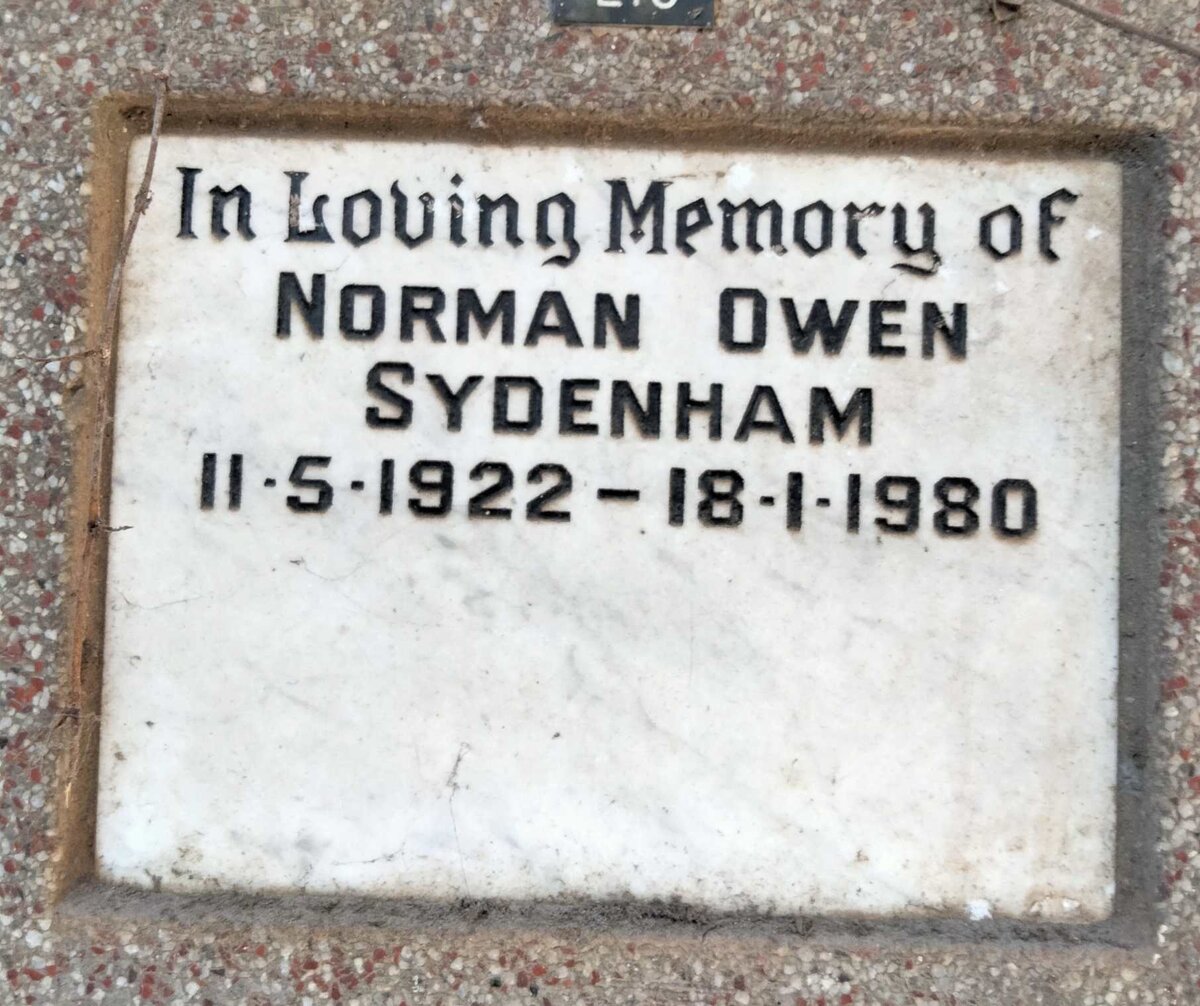 In Loving Memory of
NORMAN OWEN
SYDENHAM
11·5·1922 – 18·1·1980